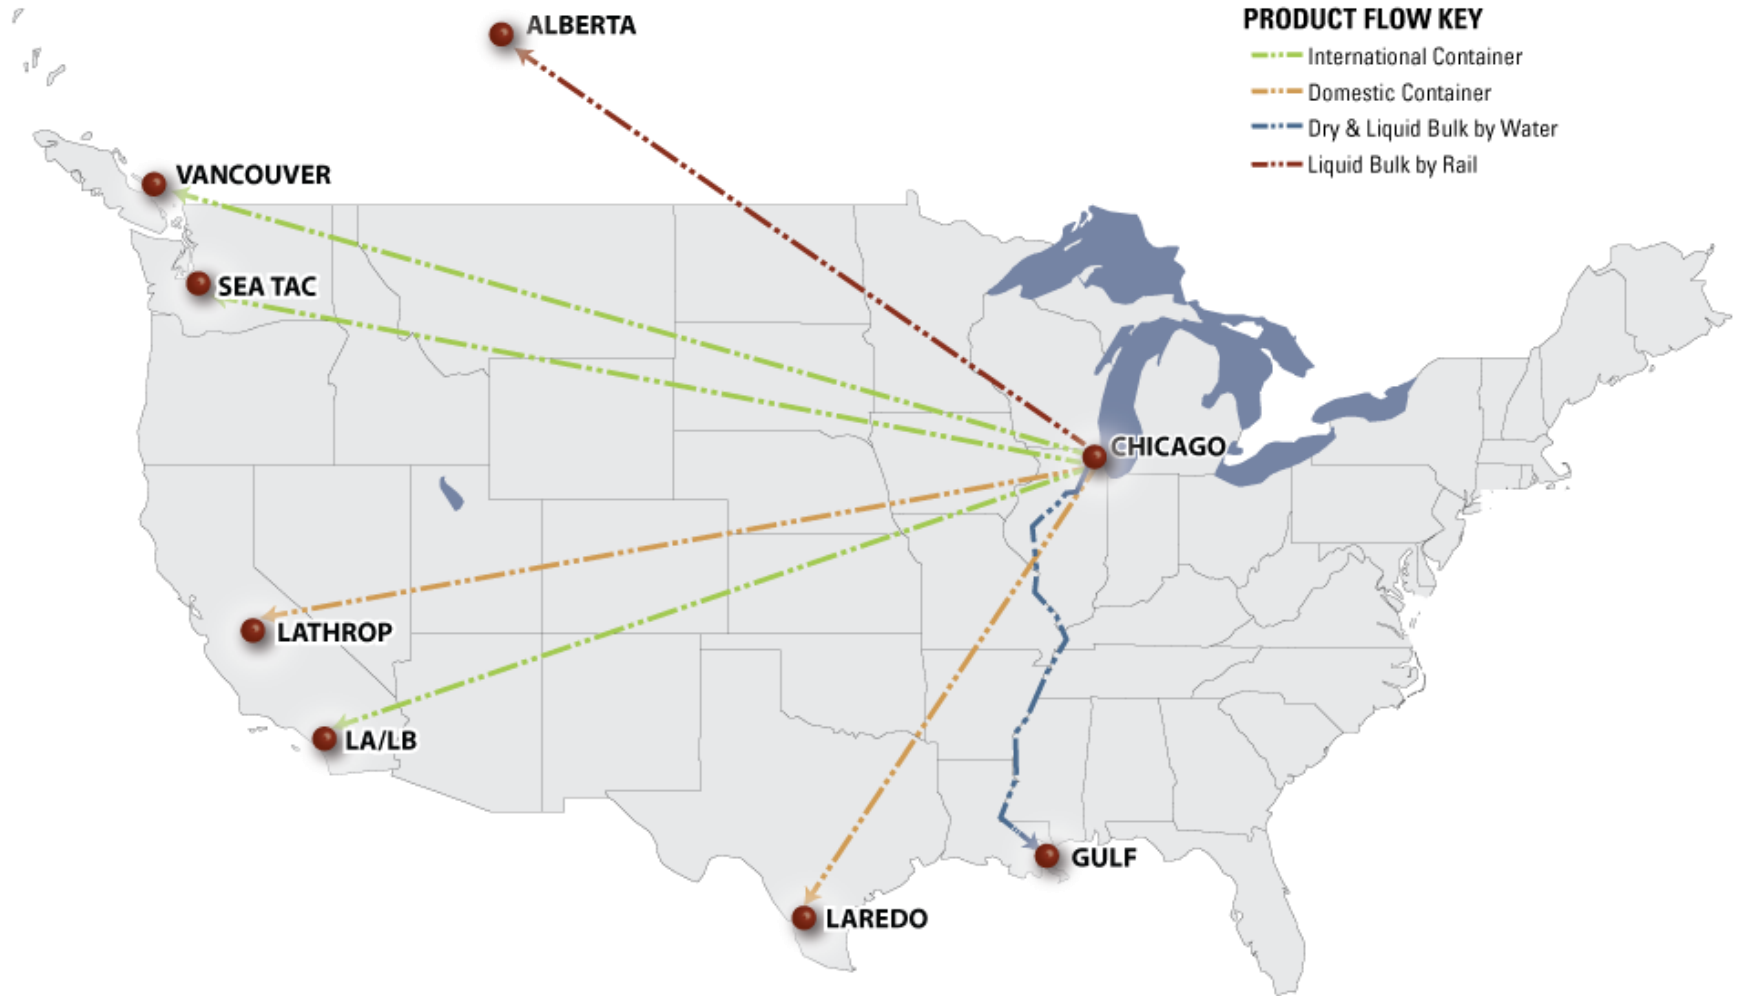 ALBERTA
PRODUCT FLOW KEY
International Container
Domestic Container
Dry & Liquid Bulk by Water
Liquid Bulk by Rail
VANCOUVER
SEA TAC
CHICAGO
LATHROP
LA/LB
GULF
LAREDO